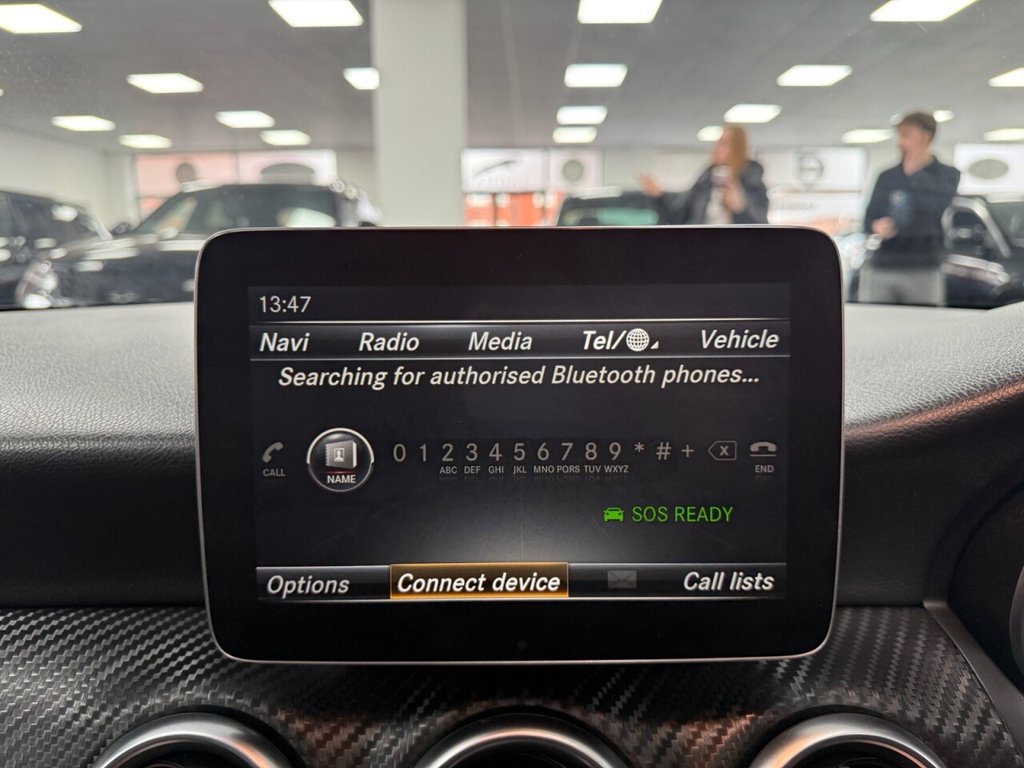 13:47
Navi Radio Media Tel/ Vehicle
Searching for authorised Bluetooth phones...
CALL NAME 0 1 2 3 4 5 6 7 8 9 * # + END
ABC DEF GHI JKL MNO PQRS TUV WXYZ
SOS READY
Options Connect device Call lists